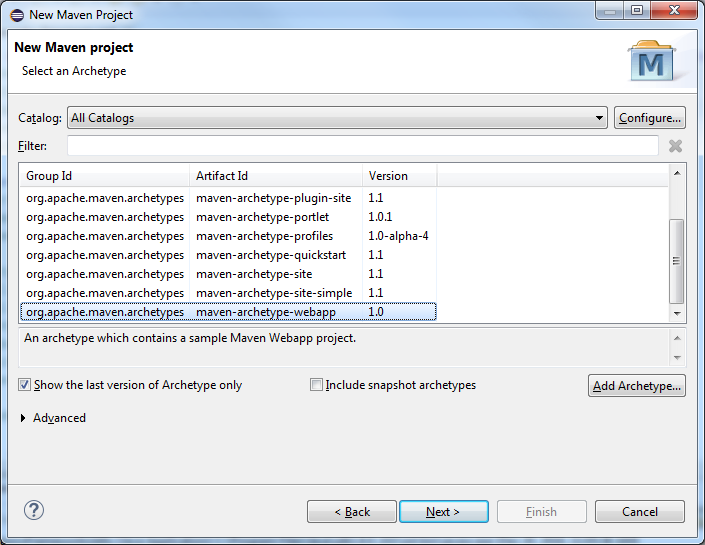 New Maven Project
New Maven project
Select an Archetype
M
Catalog: All Catalogs Configure...
Filter:
Group Id Artifact Id Version
org.apache.maven.archetypes maven-archetype-plugin-site 1.1
org.apache.maven.archetypes maven-archetype-portlet 1.0.1
org.apache.maven.archetypes maven-archetype-profiles 1.0-alpha-4
org.apache.maven.archetypes maven-archetype-quickstart 1.1
org.apache.maven.archetypes maven-archetype-site 1.1
org.apache.maven.archetypes maven-archetype-site-simple 1.1
org.apache.maven.archetypes maven-archetype-webapp 1.0
An archetype which contains a sample Maven Webapp project.
Show the last version of Archetype only Include snapshot archetypes Add Archetype...
Advanced
? < Back Next > Finish Cancel